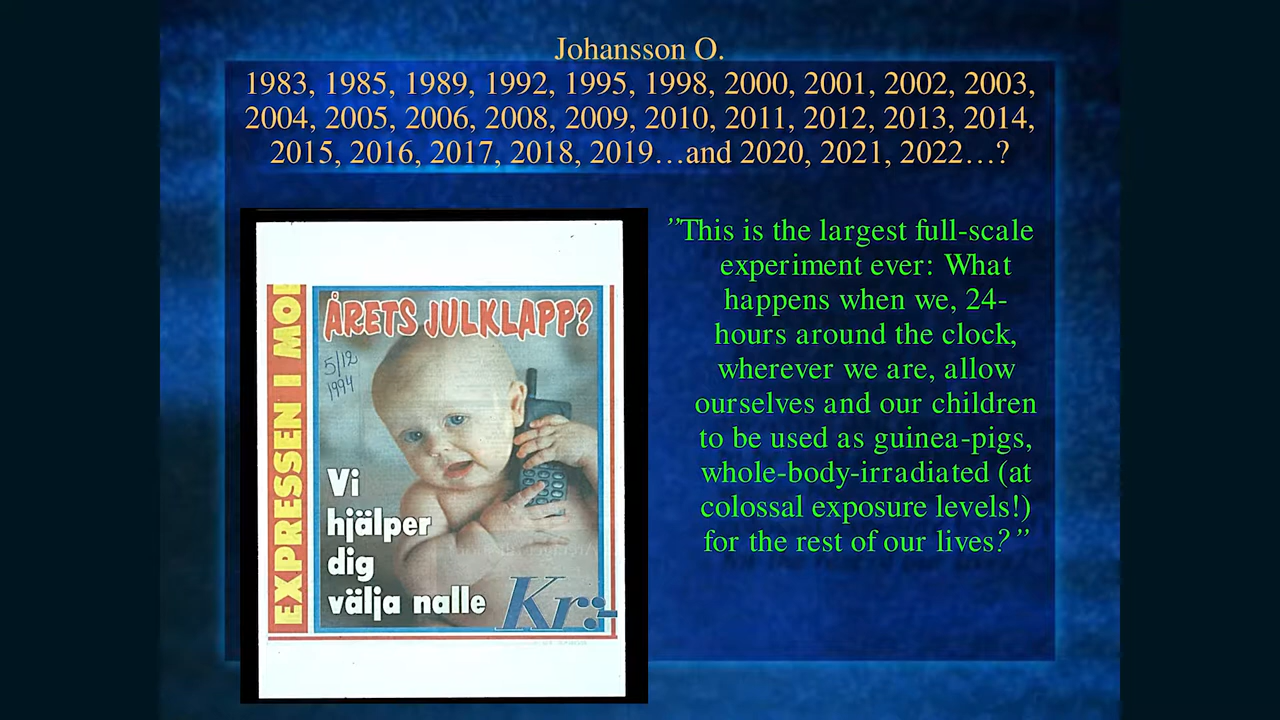 Johansson O.
1983, 1985, 1989, 1992, 1995, 1998, 2000, 2001, 2002, 2003,
2004, 2005, 2006, 2008, 2009, 2010, 2011, 2012, 2013, 2014,
2015, 2016, 2017, 2018, 2019…and 2020, 2021, 2022…?
EXPRESSEN I
ÅRETS JULKLAPP?
5/12
1994
Vi
hjälper
dig
välja nalle
Kr:-
”This is the largest full-scale
experiment ever: What
happens when we, 24-
hours around the clock,
wherever we are, allow
ourselves and our children
to be used as guinea-pigs,
whole-body-irradiated (at
colossal exposure levels!)
for the rest of our lives?”